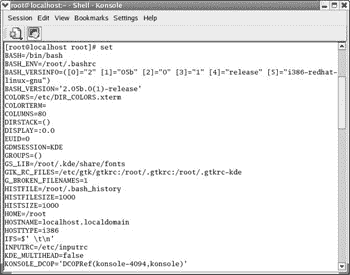 root@localhost:~ - Shell - Konsole
Session Edit View Bookmarks Settings Help
[root@localhost root]# set
BASH=/bin/bash
BASH_ENV=/root/.bashrc
BASH_VERSINFO=([0]="2" [1]="05b" [2]="0" [3]="1" [4]="release" [5]="i386-redhat-
linux-gnu")
BASH_VERSION='2.05b.0(1)-release'
COLORS=/etc/DIR_COLORS.xterm
COLORTERM=
COLUMNS=80
DIRSTACK=()
DISPLAY=:0.0
EUID=0
GDMSESSION=KDE
GROUPS=()
GS_LIB=/root/.kde/share/fonts
GTK_RC_FILES=/etc/gtk/gtkrc:/root/.gtkrc:/root/.gtkrc-kde
G_BROKEN_FILENAMES=1
HISTFILE=/root/.bash_history
HISTFILESIZE=1000
HISTSIZE=1000
HOME=/root
HOSTNAME=localhost.localdomain
HOSTTYPE=i386
IFS=$' \t\n'
INPUTRC=/etc/inputrc
KDE_MULTIHEAD=false
KONSOLE_DCOP='DCOPRef(konsole-4094,konsole)'